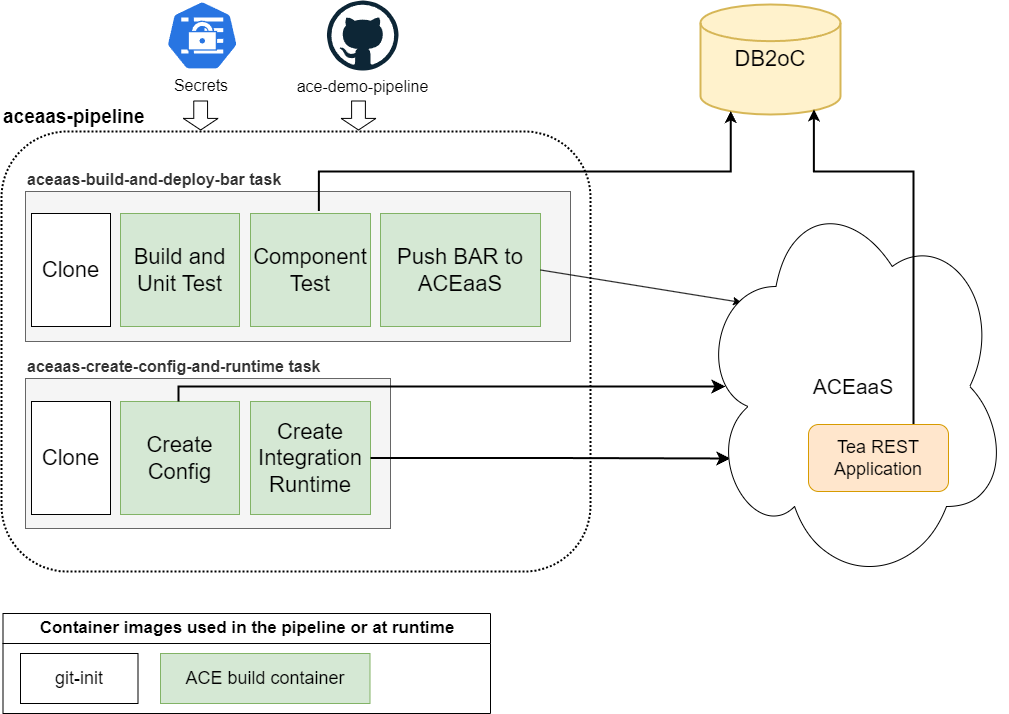 Secrets
ace-demo-pipeline
DB2oC
aceaas-pipeline
aceaas-build-and-deploy-bar task
Clone
Build and
Unit Test
Component
Test
Push BAR to
ACEaaS
aceaas-create-config-and-runtime task
Clone
Create
Config
Create
Integration
Runtime
ACEaaS
Tea REST
Application
Container images used in the pipeline or at runtime
git-init
ACE build container